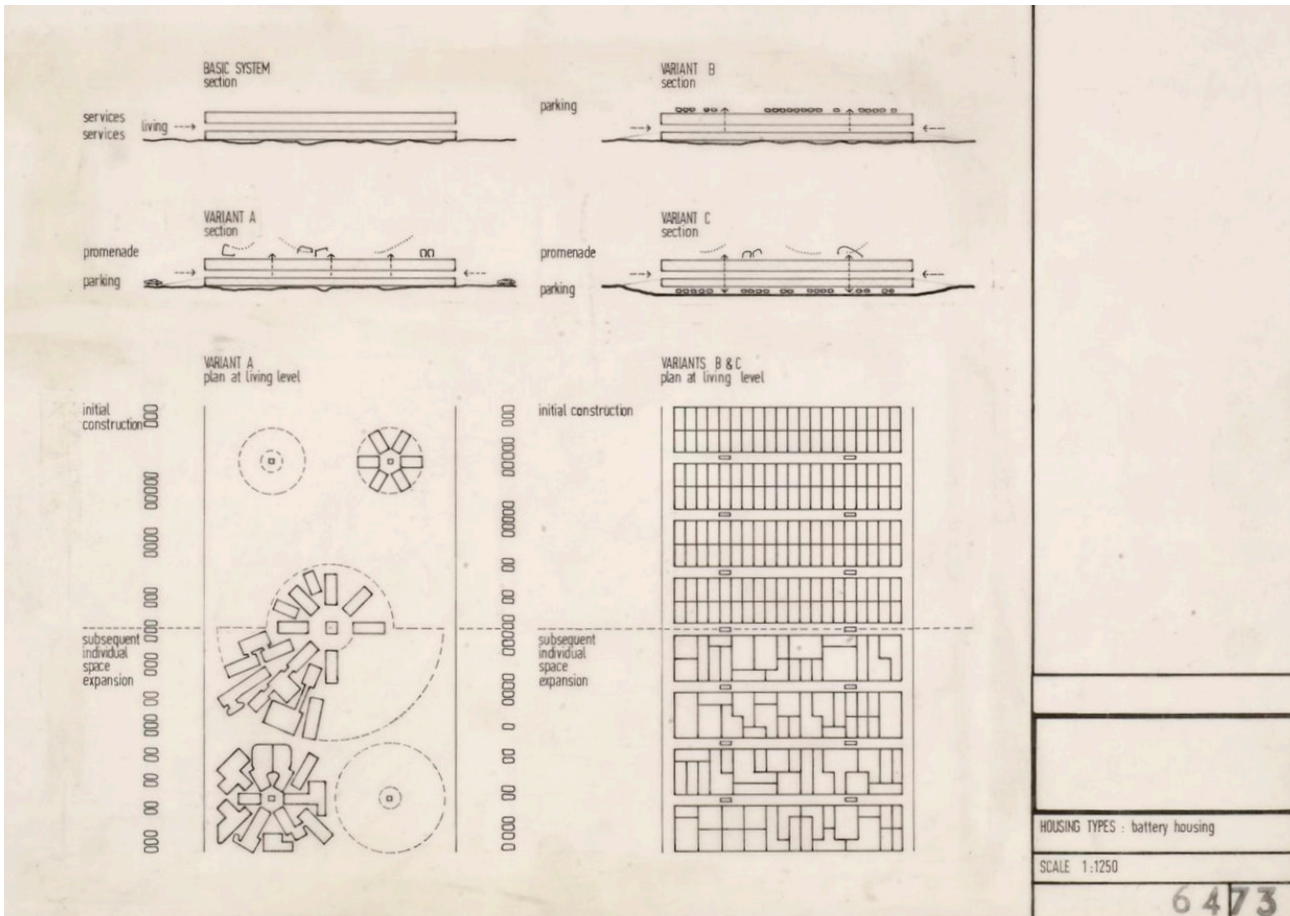 BASIC SYSTEM
section
services
living
services
VARIANT B
section
parking
VARIANT A
section
promenade
parking
VARIANT C
section
promenade
parking
VARIANT A
plan at living level
initial
construction
subsequent
individual
space
expansion
VARIANTS B & C
plan at living level
initial construction
subsequent
individual
space
expansion
HOUSING TYPES : battery housing
SCALE 1:1250
6473